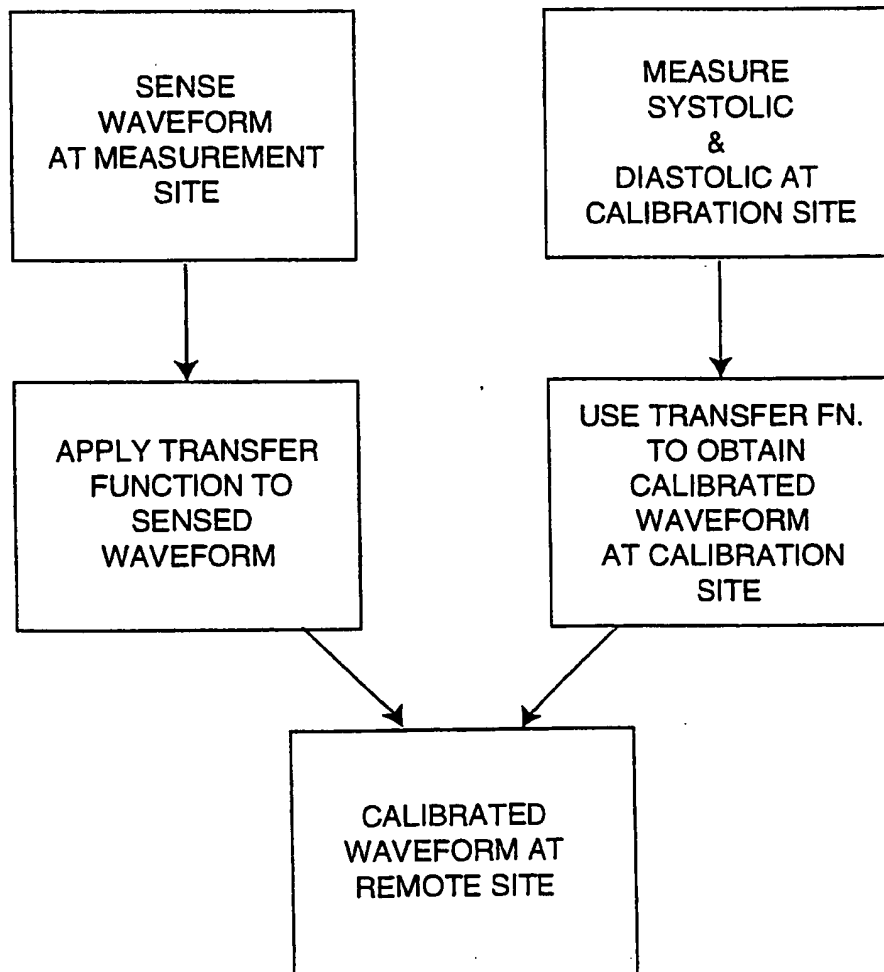 SENSE
WAVEFORM
AT MEASUREMENT
SITE
MEASURE
SYSTOLIC
&
DIASTOLIC AT
CALIBRATION SITE
APPLY TRANSFER
FUNCTION TO
SENSED
WAVEFORM
USE TRANSFER FN.
TO OBTAIN
CALIBRATED
WAVEFORM
AT CALIBRATION
SITE
CALIBRATED
WAVEFORM AT
REMOTE SITE